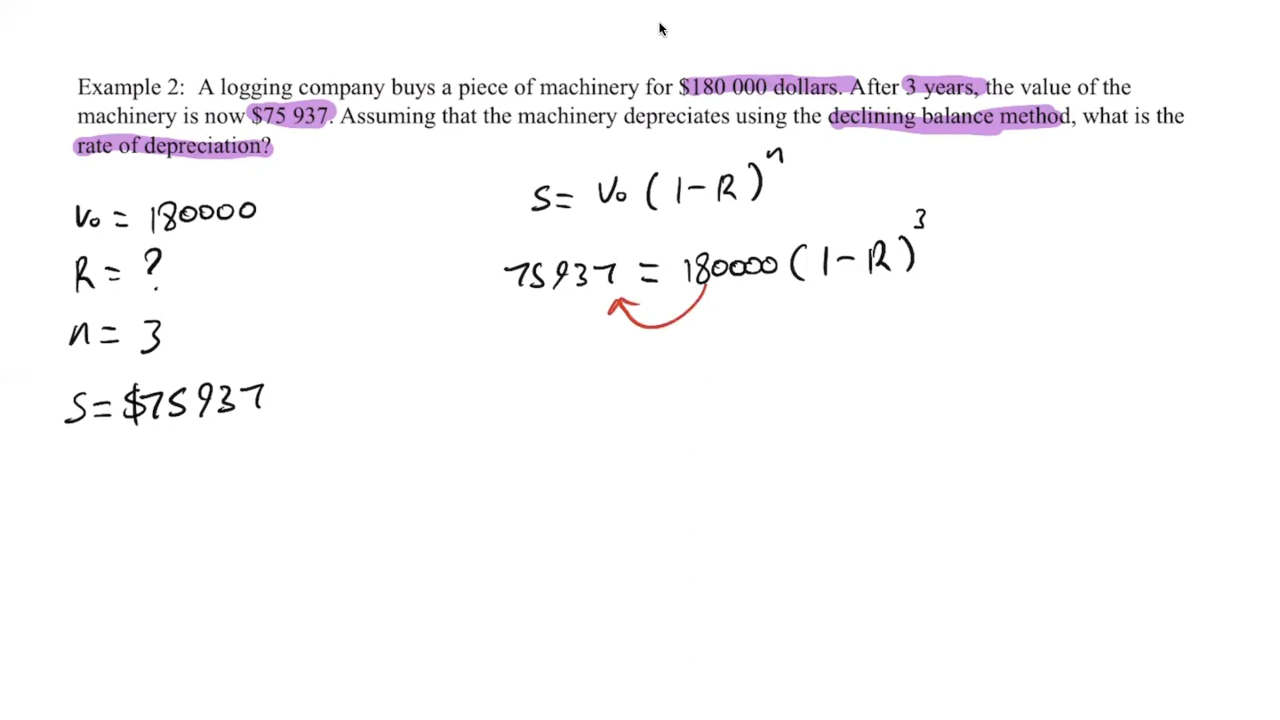 Example 2: A logging company buys a piece of machinery for $180 000 dollars. After 3 years, the value of the
machinery is now $75 937. Assuming that the machinery depreciates using the declining balance method, what is the
rate of depreciation?
V₀ = 180000
R = ?
n = 3
S = $75937
S = V₀ (1 - R)ⁿ
75937 = 180000 (1 - R)³